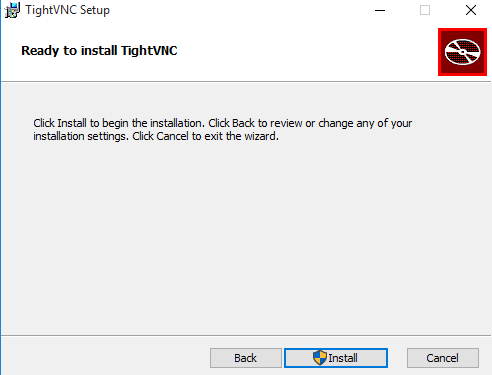 TightVNC Setup
Ready to install TightVNC
Click Install to begin the installation. Click Back to review or change any of your
installation settings. Click Cancel to exit the wizard.
Back
Install
Cancel